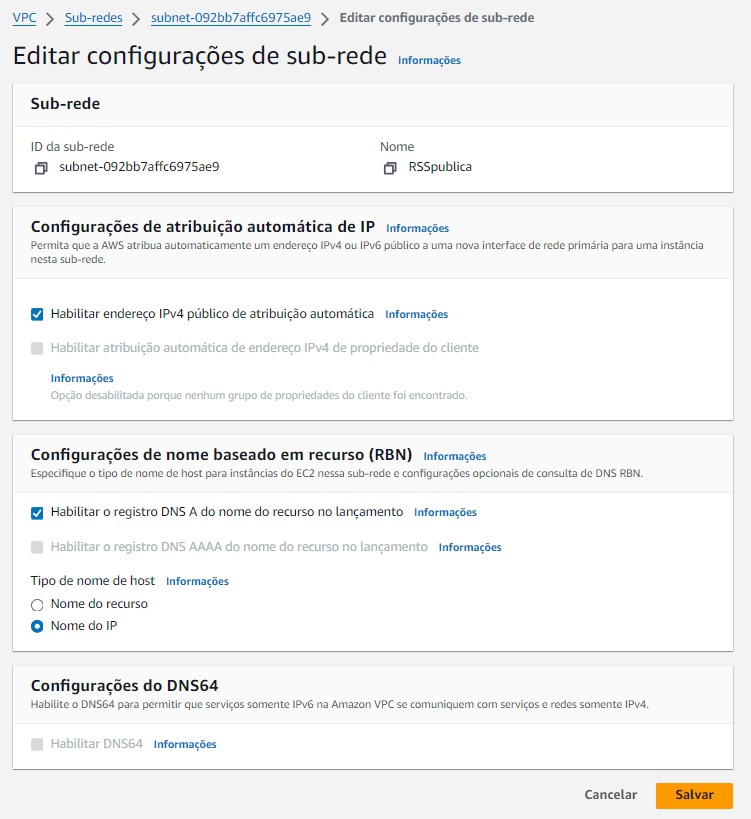 VPC > Sub-redes > subnet-092bb7affc6975ae9 > Editar configurações de sub-rede
Editar configurações de sub-rede Informações
Sub-rede
ID da sub-rede Nome
subnet-092bb7affc6975ae9 RSSpublica
Configurações de atribuição automática de IP Informações
Permita que a AWS atribua automaticamente um endereço IPv4 ou IPv6 público a uma nova interface de rede primária para uma instância
nesta sub-rede.
Habilitar endereço IPv4 público de atribuição automática Informações
Habilitar atribuição automática de endereço IPv4 de propriedade do cliente
Informações
Opção desabilitada porque nenhum grupo de propriedades do cliente foi encontrado.
Configurações de nome baseado em recurso (RBN) Informações
Especifique o tipo de nome de host para instâncias do EC2 nessa sub-rede e configurações opcionais de consulta de DNS RBN.
Habilitar o registro DNS A do nome do recurso no lançamento Informações
Habilitar o registro DNS AAAA do nome do recurso no lançamento Informações
Tipo de nome de host Informações
Nome do recurso
Nome do IP
Configurações do DNS64
Habilite o DNS64 para permitir que serviços somente IPv6 na Amazon VPC se comuniquem com serviços e redes somente IPv4.
Habilitar DNS64 Informações
Cancelar Salvar